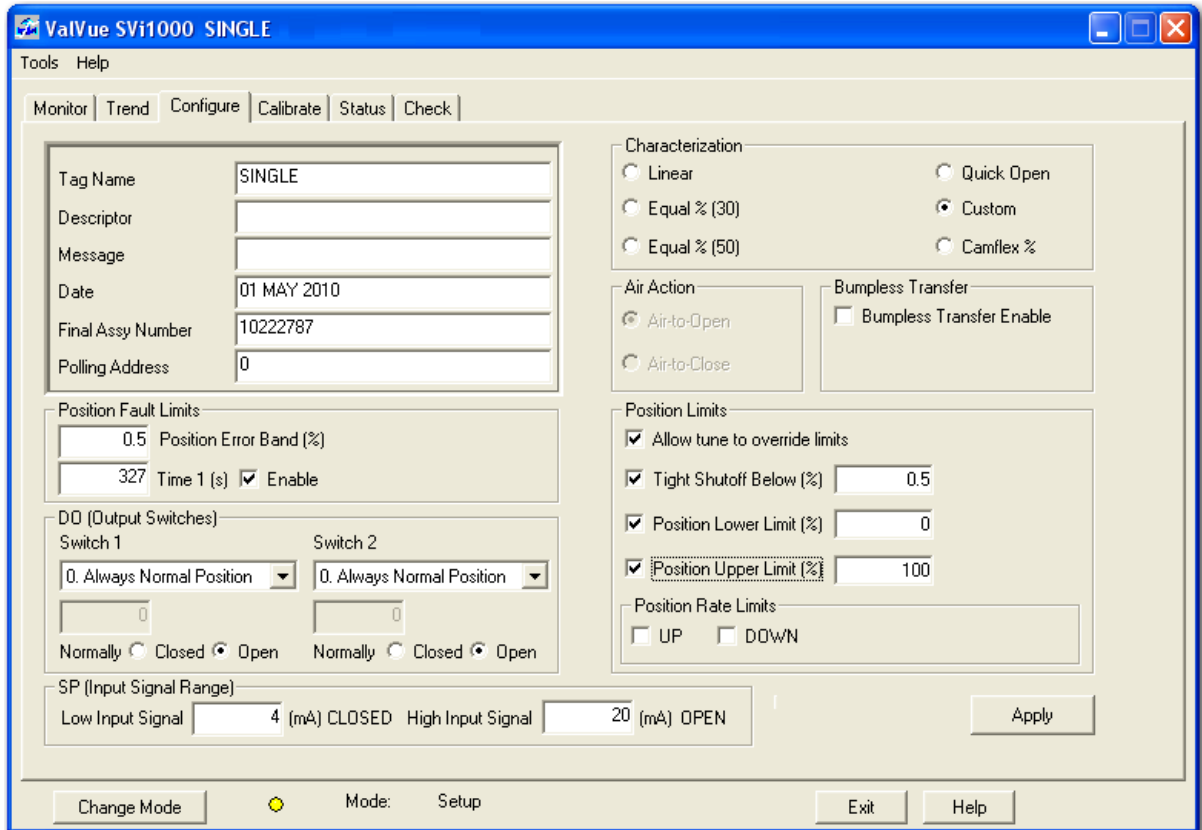 ValVue SVi1000 SINGLE
Tools Help
Monitor Trend Configure Calibrate Status Check
Tag Name SINGLE
Descriptor
Message
Date 01 MAY 2010
Final Assy Number 10222787
Polling Address 0
Position Fault Limits
0.5 Position Error Band (%)
327 Time 1 (s) Enable
DO (Output Switches)
Switch 1 Switch 2
0. Always Normal Position 0. Always Normal Position
0 0
Normally Closed Open Normally Closed Open
SP (Input Signal Range)
Low Input Signal 4 (mA) CLOSED High Input Signal 20 (mA) OPEN
Characterization
Linear Quick Open
Equal % (30) Custom
Equal % (50) Camflex %
Air Action
Air-to-Open
Air-to-Close
Bumpless Transfer
Bumpless Transfer Enable
Position Limits
Allow tune to override limits
Tight Shutoff Below (%) 0.5
Position Lower Limit (%) 0
Position Upper Limit (%) 100
Position Rate Limits
UP DOWN
Apply
Change Mode Mode: Setup Exit Help